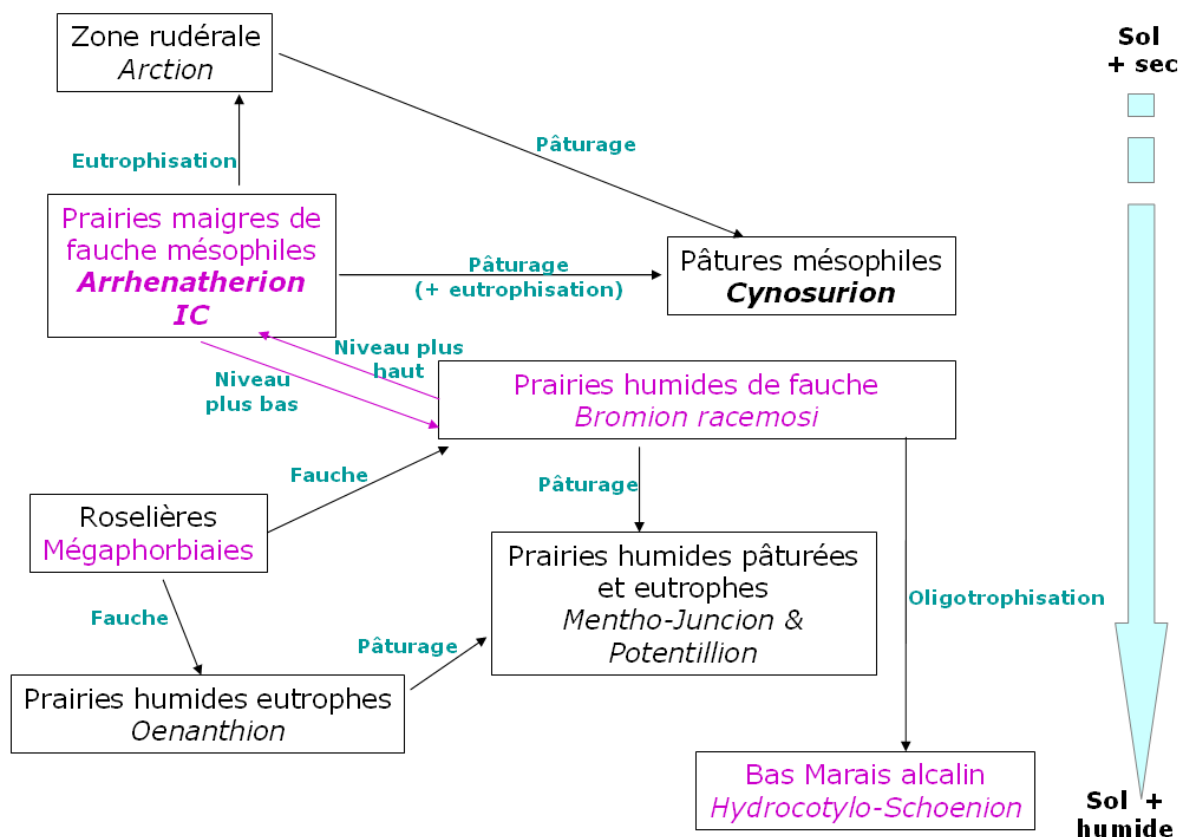 Zone rudérale
Arction
Sol
+ sec
Eutrophisation
Pâturage
Prairies maigres de
fauche mésophiles
Arrhenatherion
IC
Pâturage
(+ eutrophisation)
Pâtures mésophiles
Cynosurion
Niveau plus
haut
Niveau
plus bas
Prairies humides de fauche
Bromion racemosi
Fauche
Pâturage
Roselières
Mégaphorbiaies
Prairies humides pâturées
et eutrophes
Mentho-Juncion &
Potentillion
Oligotrophisation
Fauche
Pâturage
Prairies humides eutrophes
Oenanthion
Bas Marais alcalin
Hydrocotylo-Schoenion
Sol +
humide